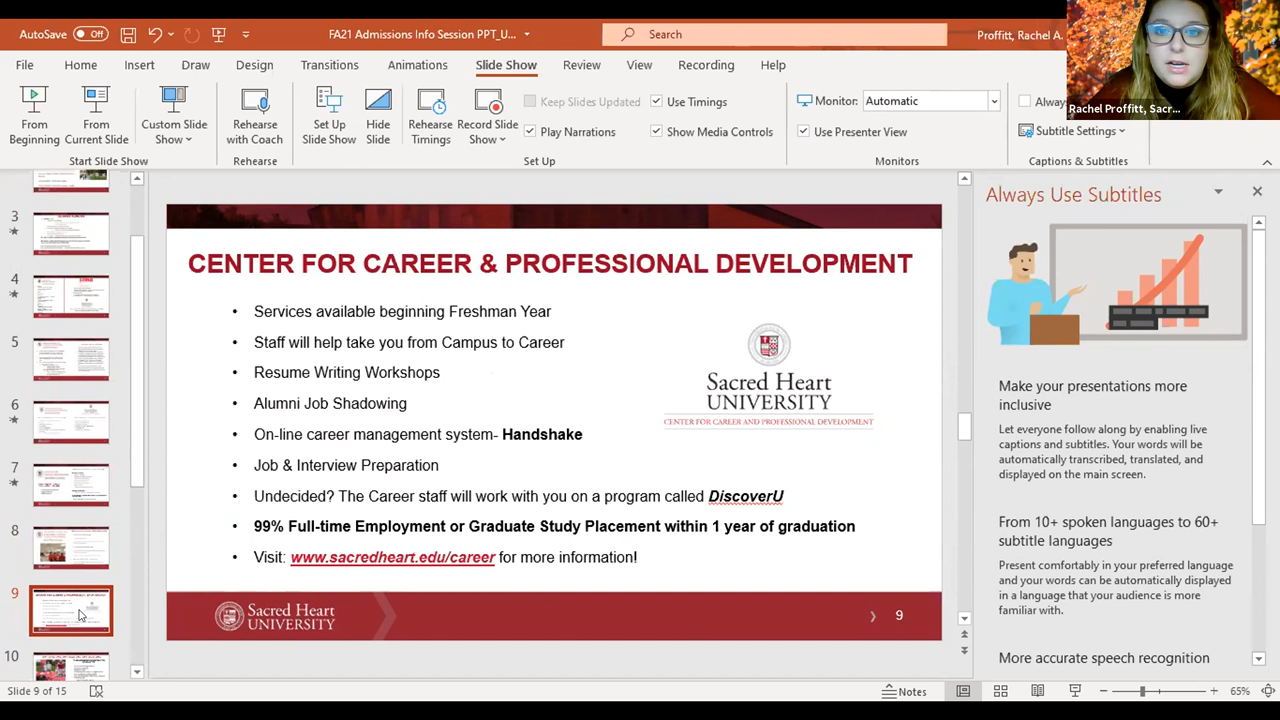 AutoSave Off
FA21 Admissions Info Session PPT_U...
Search
Proffitt, Rachel A.
Rachel Proffitt, Sacr...
File Home Insert Draw Design Transitions Animations Slide Show Review View Recording Help
From Beginning
From Current Slide
Custom Slide Show
Start Slide Show
Rehearse with Coach
Rehearse
Set Up Slide Show
Hide Slide
Rehearse Timings
Record Slide Show
Keep Slides Updated
Play Narrations
Use Timings
Show Media Controls
Set Up
Monitor: Automatic
Use Presenter View
Monitors
Alway
Subtitle Settings
Captions & Subtitles
3
4
5
6
7
8
9
10
CENTER FOR CAREER & PROFESSIONAL DEVELOPMENT
• Services available beginning Freshman Year
• Staff will help take you from Campus to Career
• Resume Writing Workshops
• Alumni Job Shadowing
• On-line career management system- Handshake
• Job & Interview Preparation
• Undecided? The Career staff will work with you on a program called DiscoverU
• 99% Full-time Employment or Graduate Study Placement within 1 year of graduation
• Visit: www.sacredheart.edu/career for more information!
Sacred Heart
UNIVERSITY
CENTER FOR CAREER AND PROFESSIONAL DEVELOPMENT
Sacred Heart
UNIVERSITY
9
Always Use Subtitles
Make your presentations more
inclusive
Let everyone follow along by enabling live
captions and subtitles. Your words will be
automatically transcribed, translated, and
displayed on the main screen.
From 10+ spoken languages to 60+
subtitle languages
Present comfortably in your preferred language
and your words can be automatically displayed
in a language that your audience is more
familiar with.
More accurate speech recognition
Slide 9 of 15
Notes
65%